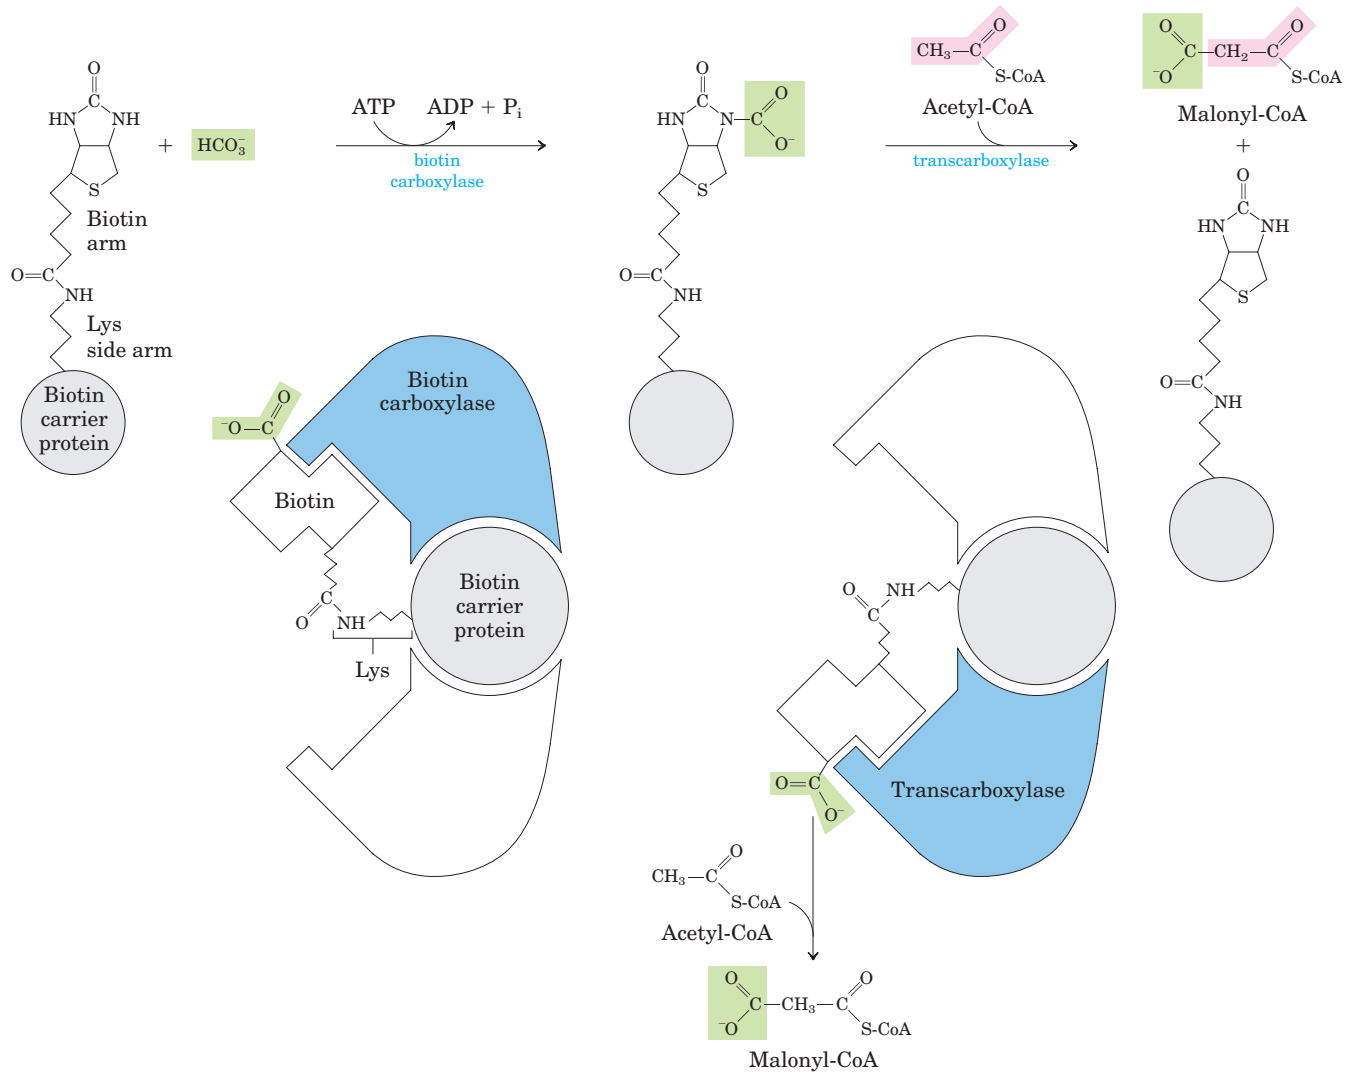 O
C
HN
NH
S
Biotin
arm
O=C
NH
Lys
side arm
Biotin
carrier
protein
+
HCO₃⁻
ATP
ADP + Pᵢ
biotin
carboxylase
O
C
HN
N—C
O
O⁻
S
O=C
NH
CH₃—C
O
S-CoA
Acetyl-CoA
transcarboxylase
O
C—CH₂—C
O
⁻O
S-CoA
Malonyl-CoA
+
O
C
HN
NH
S
O=C
NH
O
⁻O—C
Biotin
carboxylase
Biotin
C
O
NH
Lys
Biotin
carrier
protein
O
C
NH
O=C
O⁻
Transcarboxylase
O
CH₃—C
S-CoA
Acetyl-CoA
O
O
C—CH₃—C
⁻O
S-CoA
Malonyl-CoA